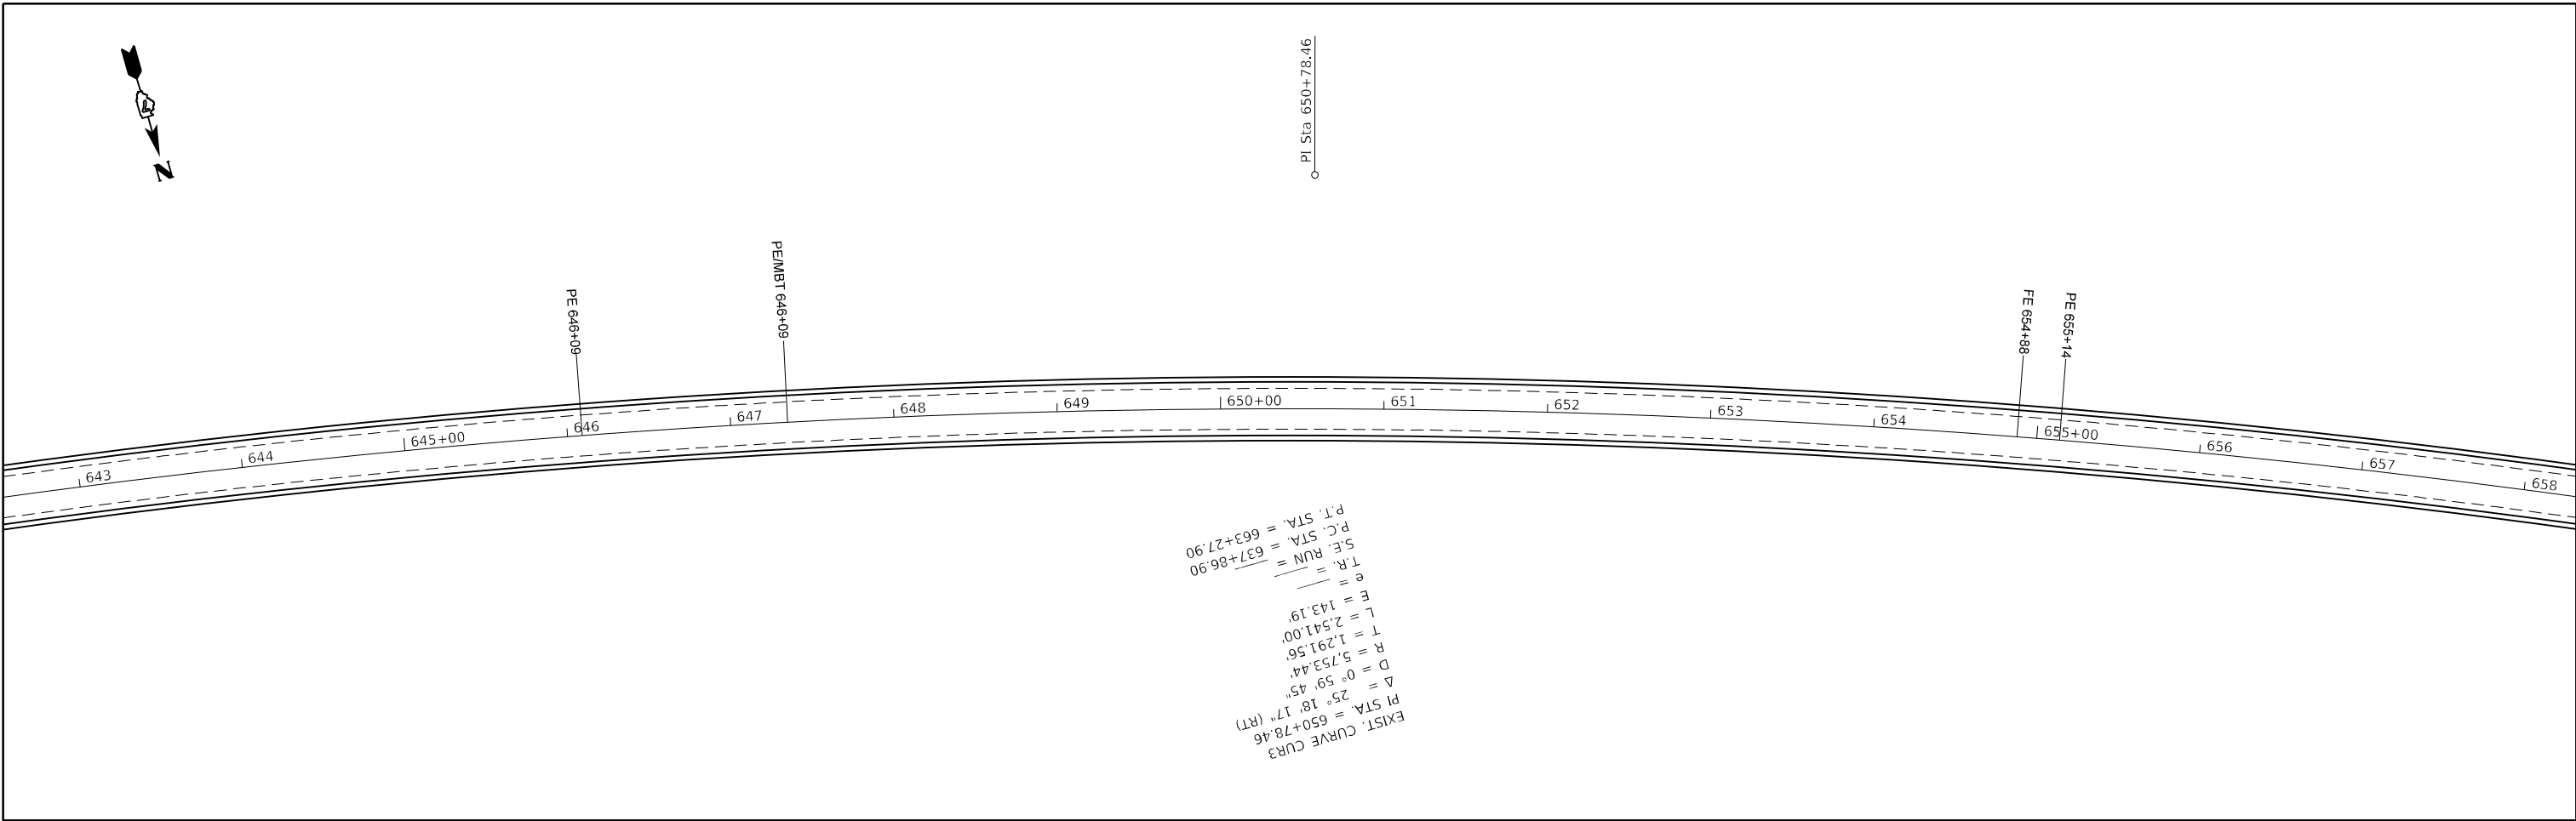 N
PI Sta 650+78.46
PE 646+09
PE/MBT 646+09
FE 654+88
PE 655+14
643
644
645+00
646
647
648
649
650+00
651
652
653
654
655+00
656
657
658
EXIST. CURVE CUR3
PI STA. = 650+78.46
Δ = 25° 18' 17" (RT)
D = 0° 59' 45"
R = 5,753.44'
T = 1,291.56'
L = 2,541.00'
E = 143.19'
e = ____
T.R. = ____
S.E. RUN = ____
P.C. STA. = 637+86.90
P.T. STA. = 663+27.90